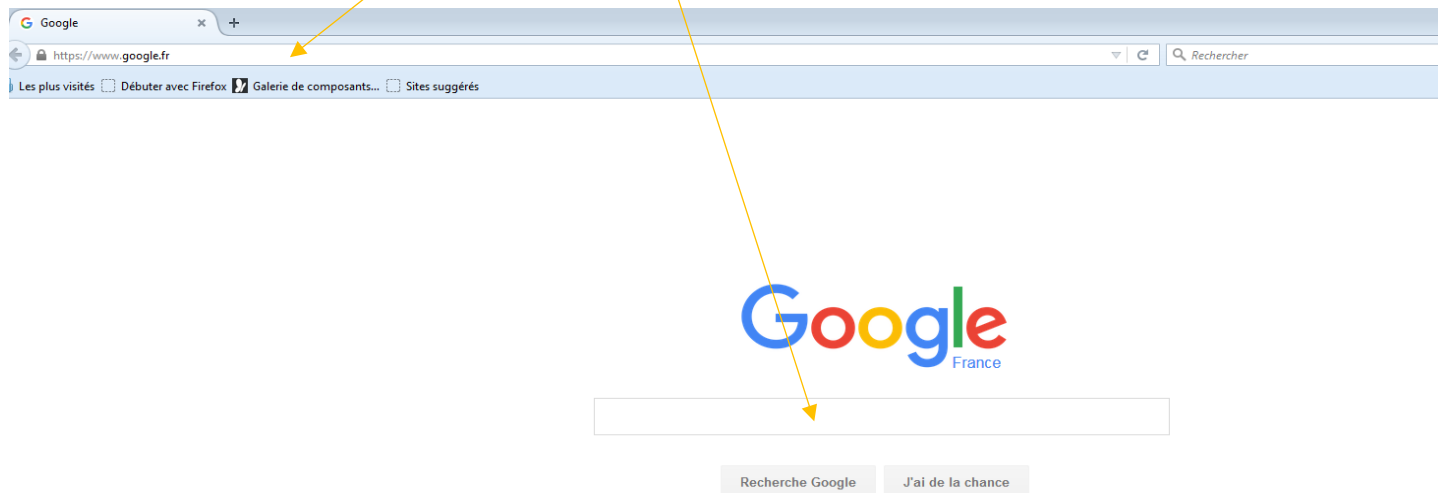 G Google × +
https://www.google.fr
Rechercher
Les plus visités Débuter avec Firefox Galerie de composants... Sites suggérés
Google
France
Recherche Google J'ai de la chance